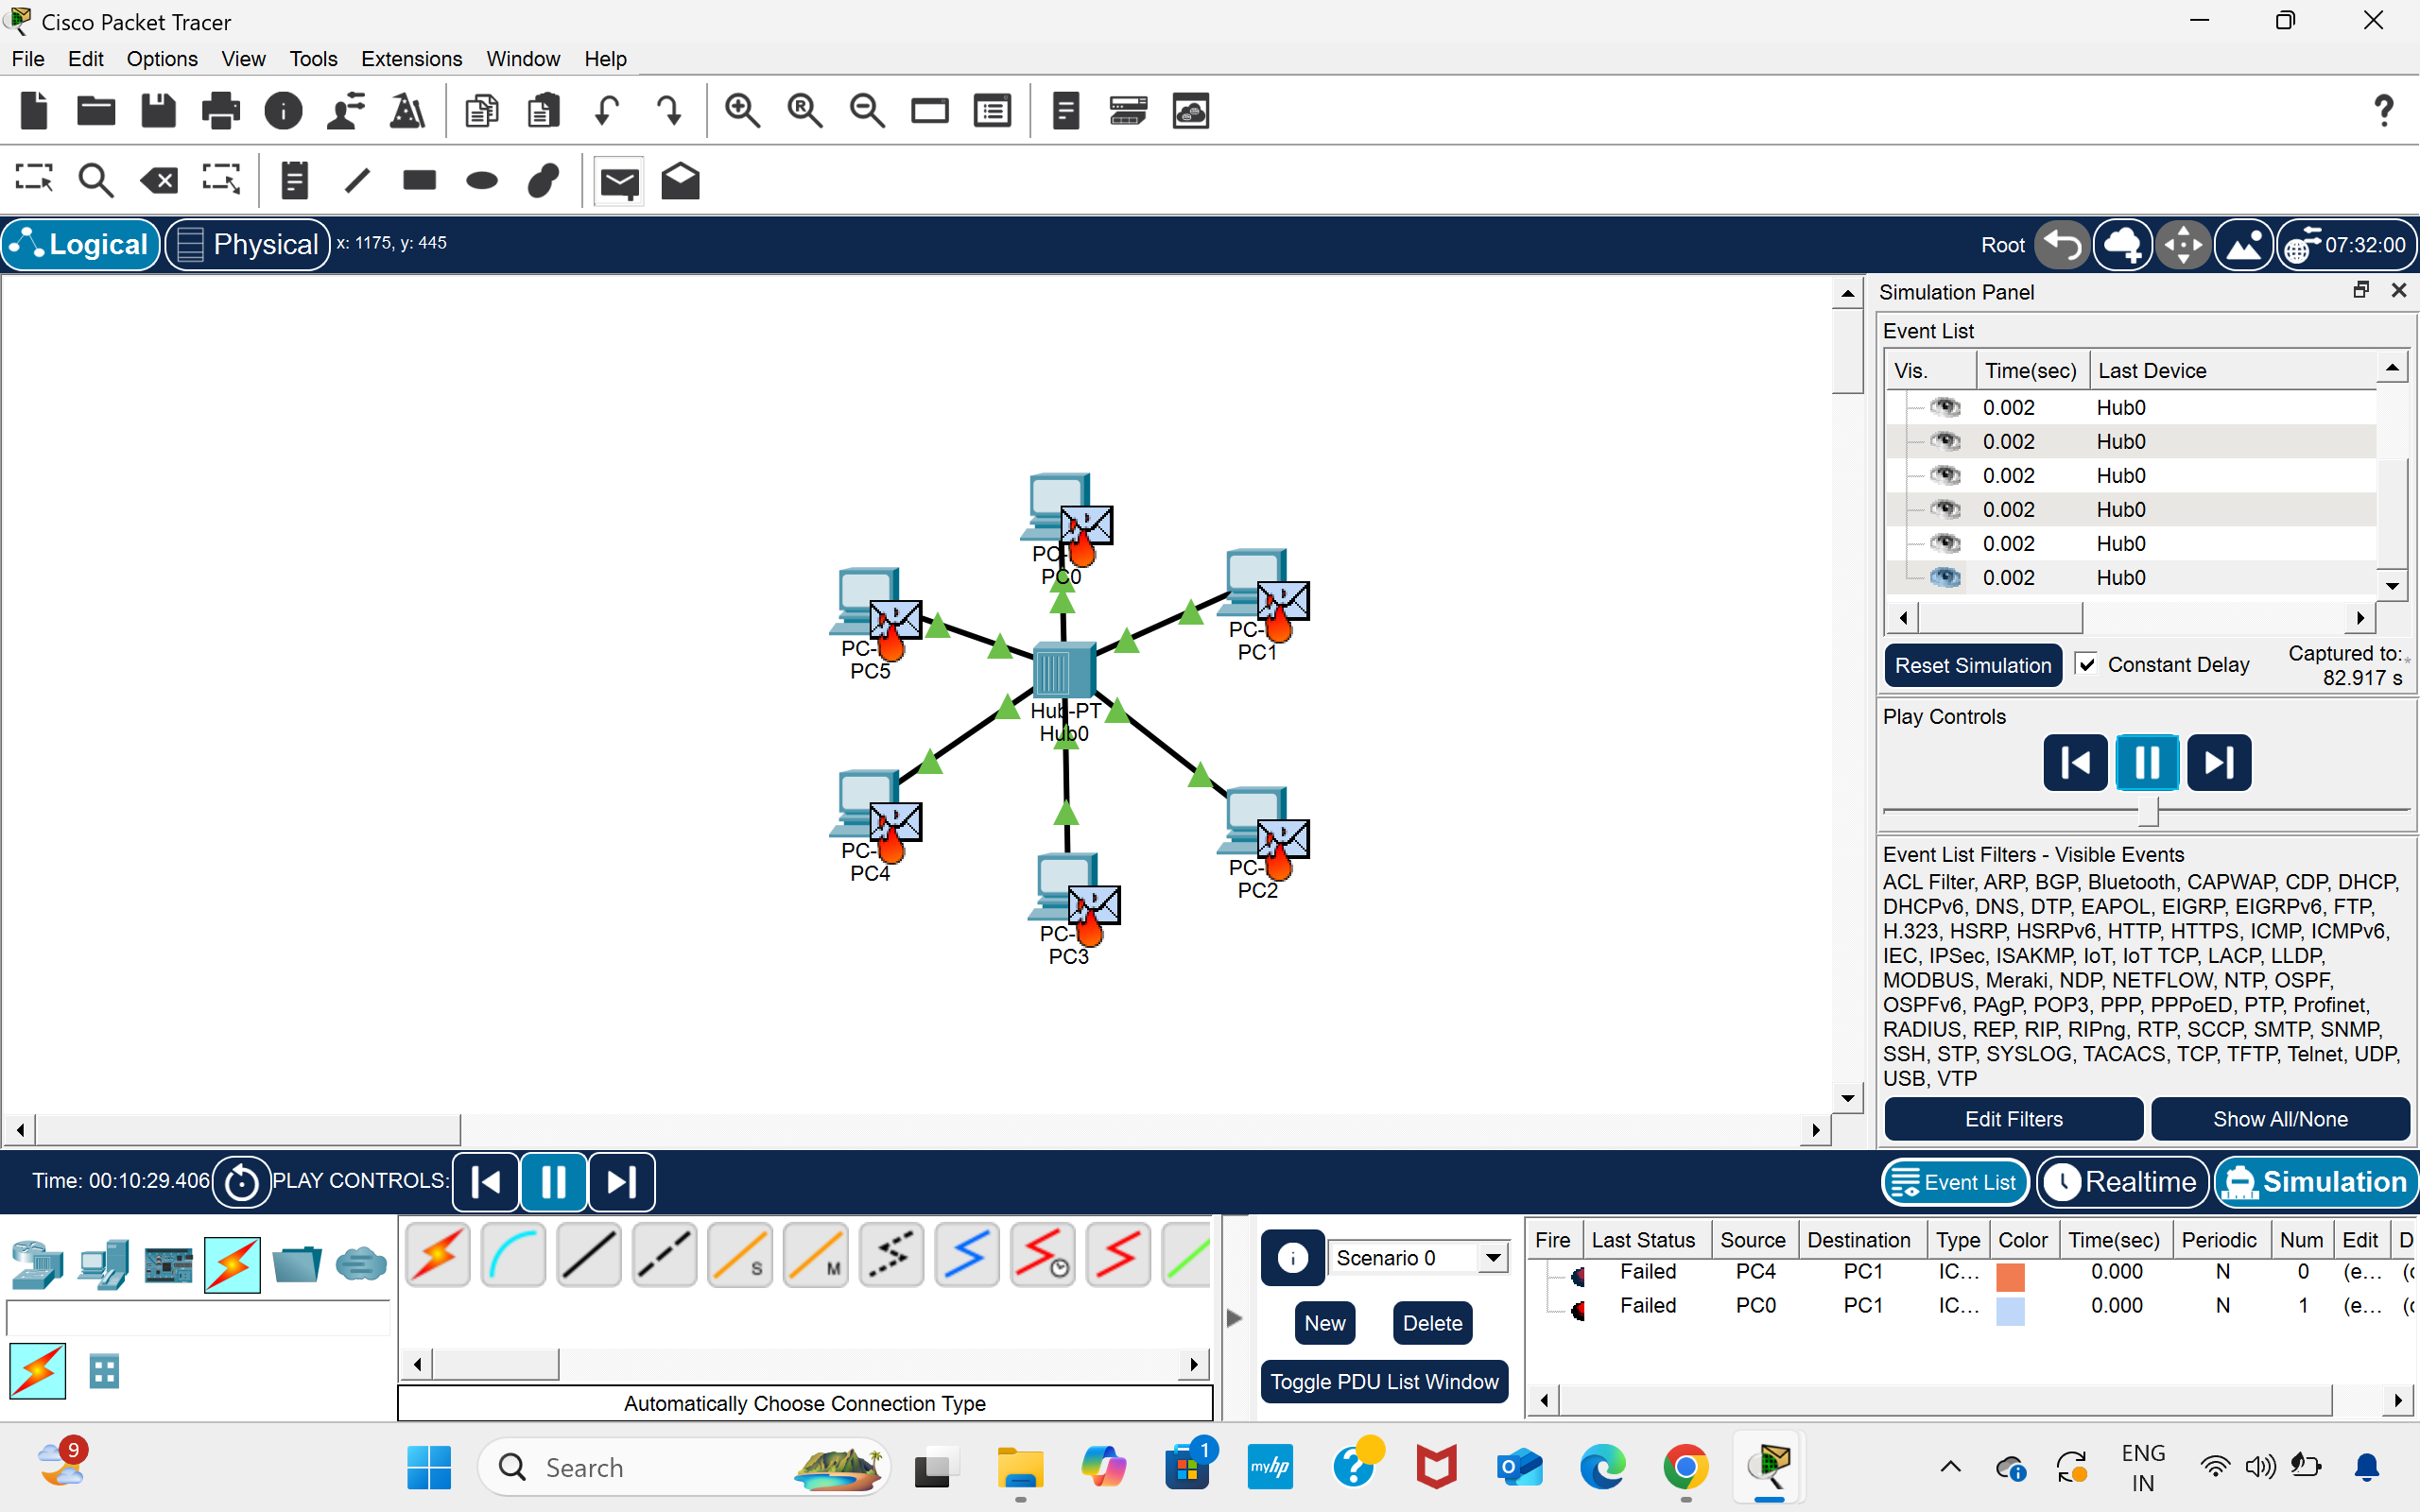 Cisco Packet Tracer
File Edit Options View Tools Extensions Window Help
Logical Physical x: 1175, y: 445 Root 07:32:00
Simulation Panel
Event List
Vis. Time(sec) Last Device
0.002 Hub0
0.002 Hub0
0.002 Hub0
0.002 Hub0
0.002 Hub0
0.002 Hub0
Reset Simulation Constant Delay Captured to:*
82.917 s
Play Controls
Event List Filters - Visible Events
ACL Filter, ARP, BGP, Bluetooth, CAPWAP, CDP, DHCP,
DHCPv6, DNS, DTP, EAPOL, EIGRP, EIGRPv6, FTP,
H.323, HSRP, HSRPv6, HTTP, HTTPS, ICMP, ICMPv6,
IEC, IPSec, ISAKMP, IoT, IoT TCP, LACP, LLDP,
MODBUS, Meraki, NDP, NETFLOW, NTP, OSPF,
OSPFv6, PAgP, POP3, PPP, PPPoED, PTP, Profinet,
RADIUS, REP, RIP, RIPng, RTP, SCCP, SMTP, SNMP,
SSH, STP, SYSLOG, TACACS, TCP, TFTP, Telnet, UDP,
USB, VTP
Edit Filters Show All/None
PC-
PC0
PC-
PC1
PC-
PC5
Hub-PT
Hub0
PC-
PC4
PC-
PC2
PC-
PC3
Time: 00:10:29.406 PLAY CONTROLS: Event List Realtime Simulation
S M
Automatically Choose Connection Type
Scenario 0
New Delete
Toggle PDU List Window
Fire Last Status Source Destination Type Color Time(sec) Periodic Num Edit D
Failed PC4 PC1 IC... 0.000 N 0 (e... (
Failed PC0 PC1 IC... 0.000 N 1 (e... (
9 Search 1 myhp ENG
IN